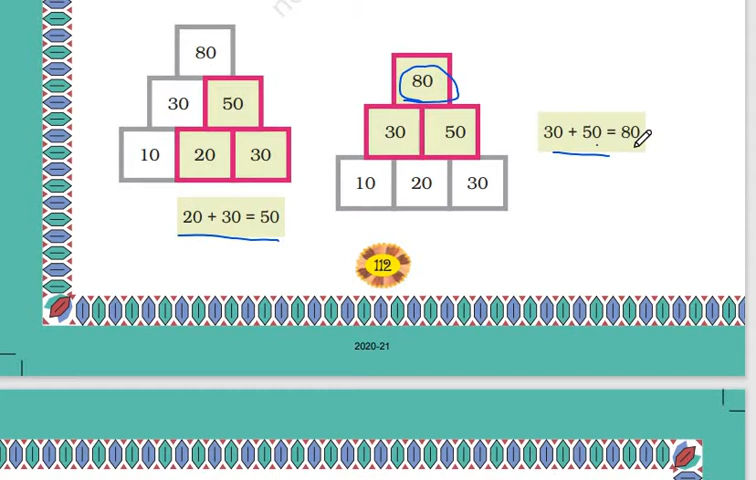 80
30 50
10 20 30
20 + 30 = 50
80
30 50
10 20 30
30 + 50 = 80
112
2020-21